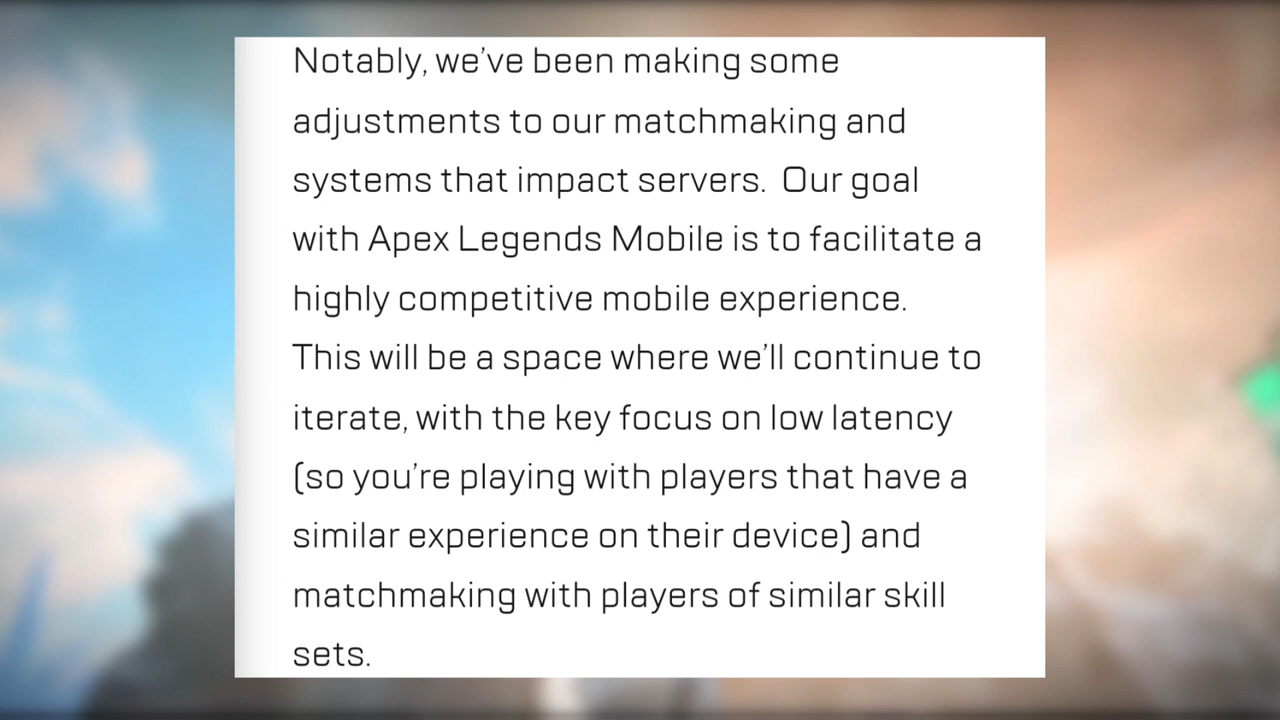 Notably, we've been making some
adjustments to our matchmaking and
systems that impact servers.  Our goal
with Apex Legends Mobile is to facilitate a
highly competitive mobile experience.
This will be a space where we'll continue to
iterate, with the key focus on low latency
(so you're playing with players that have a
similar experience on their device) and
matchmaking with players of similar skill
sets.